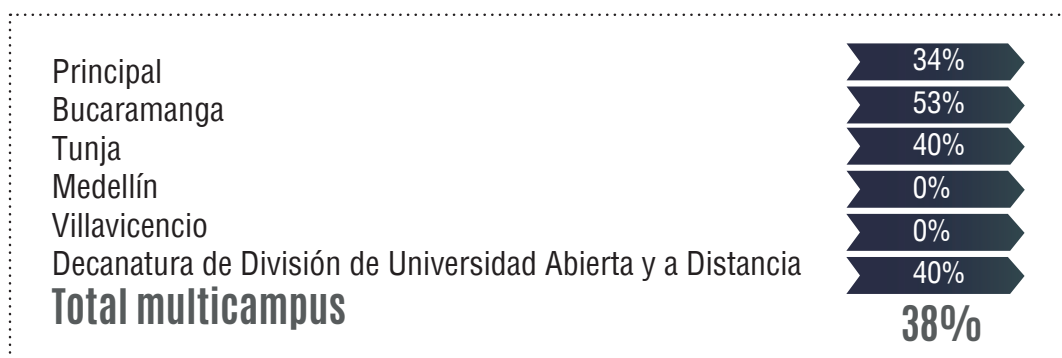 Principal 34%
Bucaramanga 53%
Tunja 40%
Medellín 0%
Villavicencio 0%
Decanatura de División de Universidad Abierta y a Distancia 40%
Total multicampus 38%